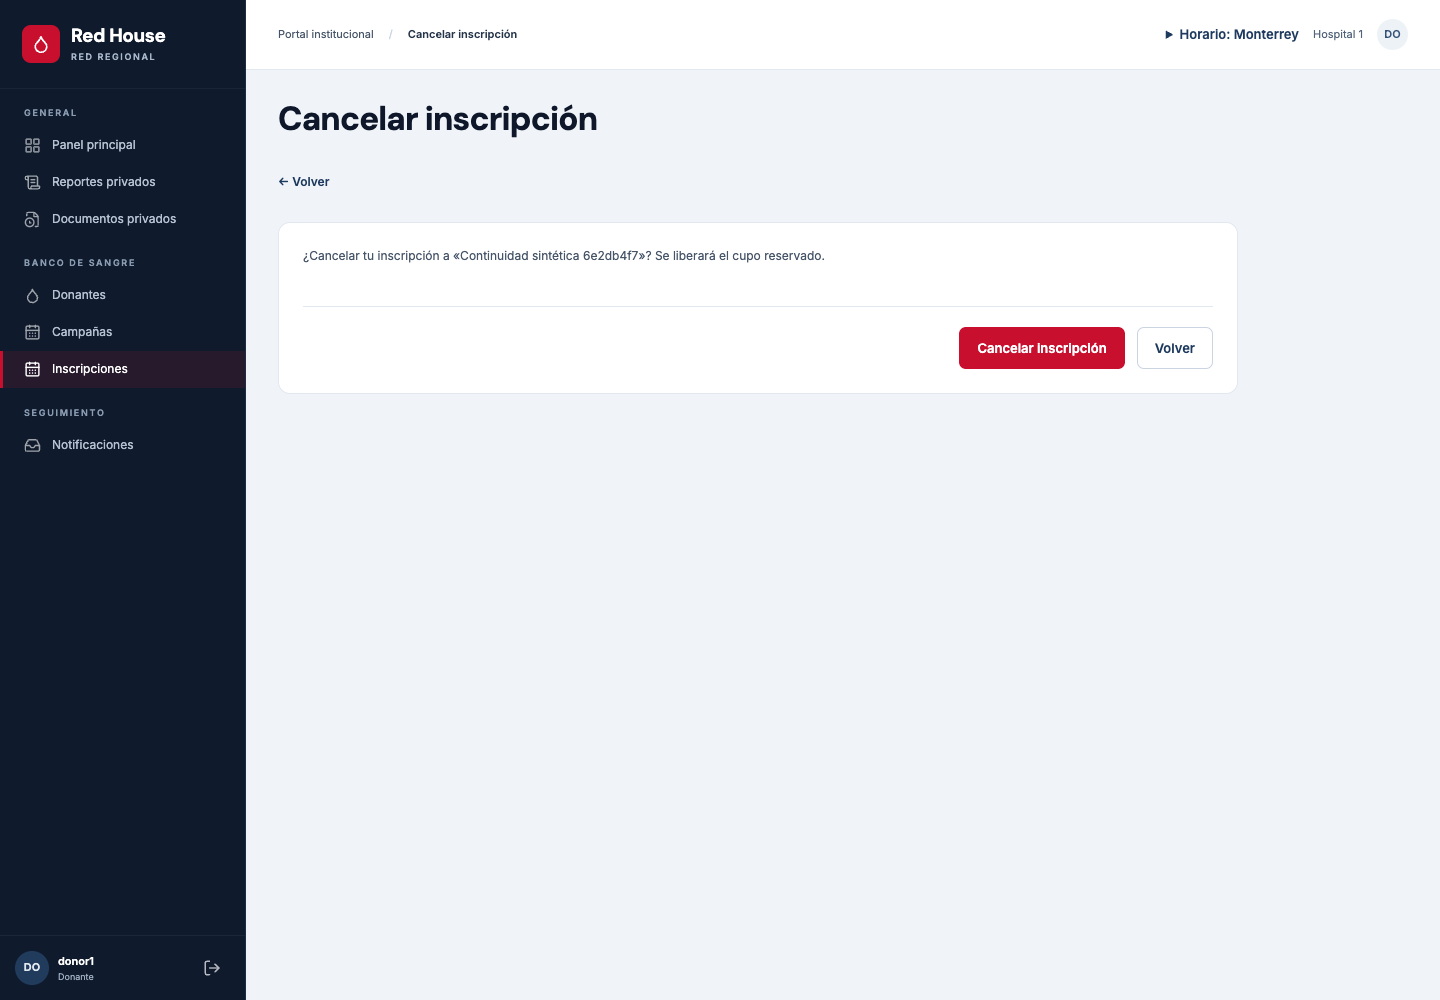 Red House
RED REGIONAL
GENERAL
Panel principal
Reportes privados
Documentos privados
BANCO DE SANGRE
Donantes
Campañas
Inscripciones
SEGUIMIENTO
Notificaciones
DO
donor1
Donante
Portal institucional / Cancelar inscripción
▶ Horario: Monterrey
Hospital 1
DO
Cancelar inscripción
← Volver
¿Cancelar tu inscripción a «Continuidad sintética 6e2db4f7»? Se liberará el cupo reservado.
Cancelar inscripción
Volver